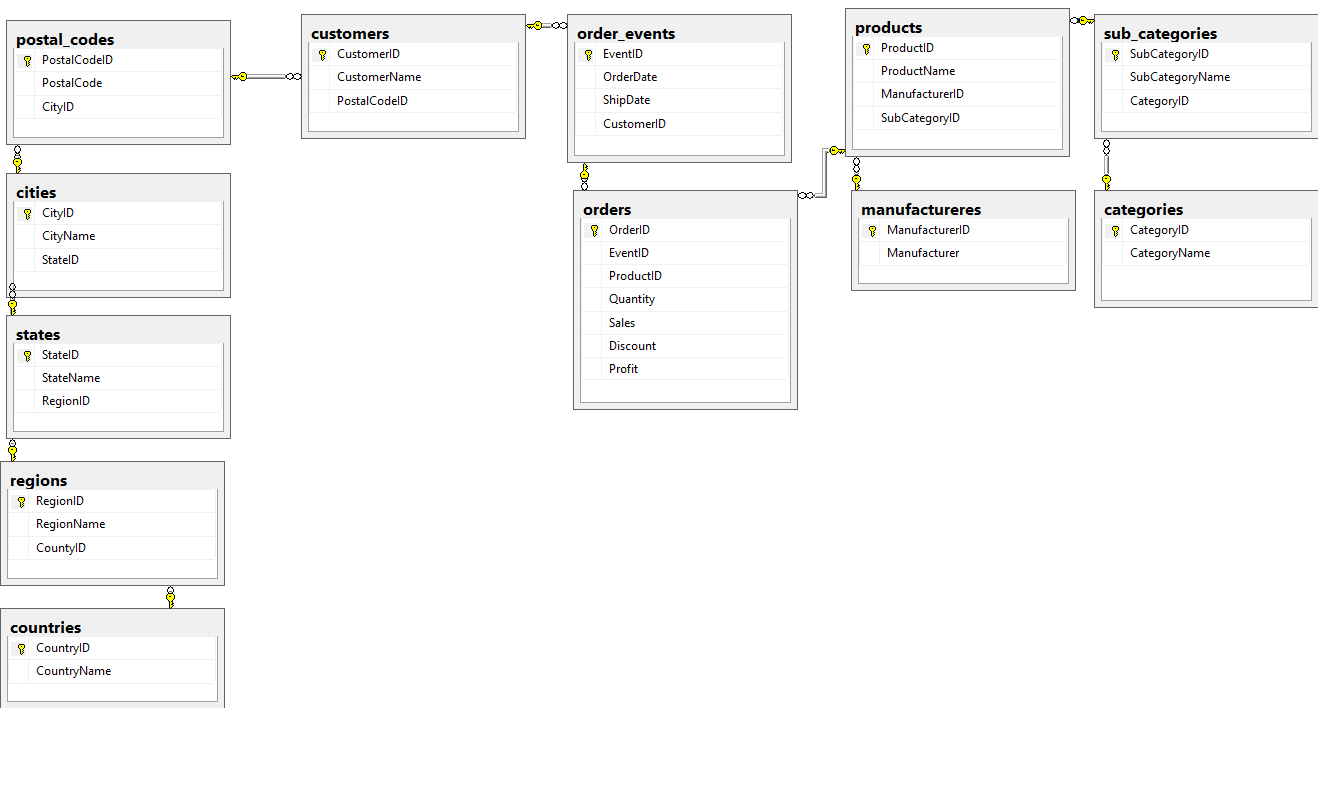 postal_codes
PostalCodeID
PostalCode
CityID
customers
CustomerID
CustomerName
PostalCodeID
order_events
EventID
OrderDate
ShipDate
CustomerID
products
ProductID
ProductName
ManufacturerID
SubCategoryID
sub_categories
SubCategoryID
SubCategoryName
CategoryID
cities
CityID
CityName
StateID
orders
OrderID
EventID
ProductID
Quantity
Sales
Discount
Profit
manufactureres
ManufacturerID
Manufacturer
categories
CategoryID
CategoryName
states
StateID
StateName
RegionID
regions
RegionID
RegionName
CountyID
countries
CountryID
CountryName